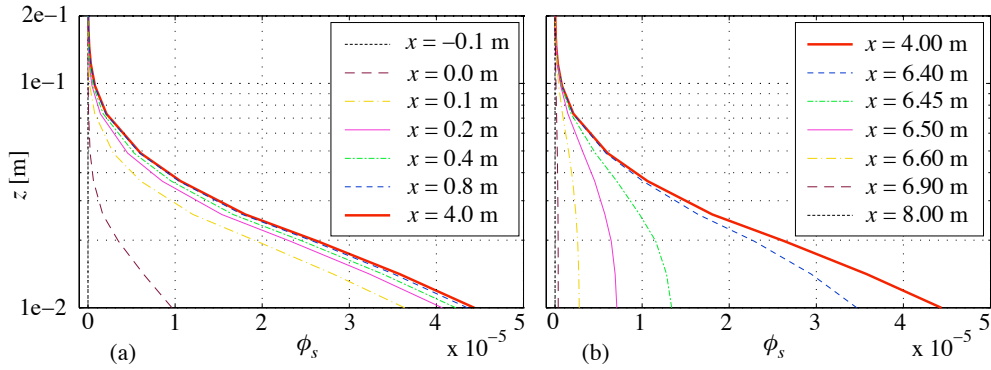 2e−1
1e−1
1e−2
z [m]
x = −0.1 m
x = 0.0 m
x = 0.1 m
x = 0.2 m
x = 0.4 m
x = 0.8 m
x = 4.0 m
0 1 2 3 4 5
x 10⁻⁵
ϕₛ
(a)
x = 4.00 m
x = 6.40 m
x = 6.45 m
x = 6.50 m
x = 6.60 m
x = 6.90 m
x = 8.00 m
0 1 2 3 4 5
x 10⁻⁵
ϕₛ
(b)